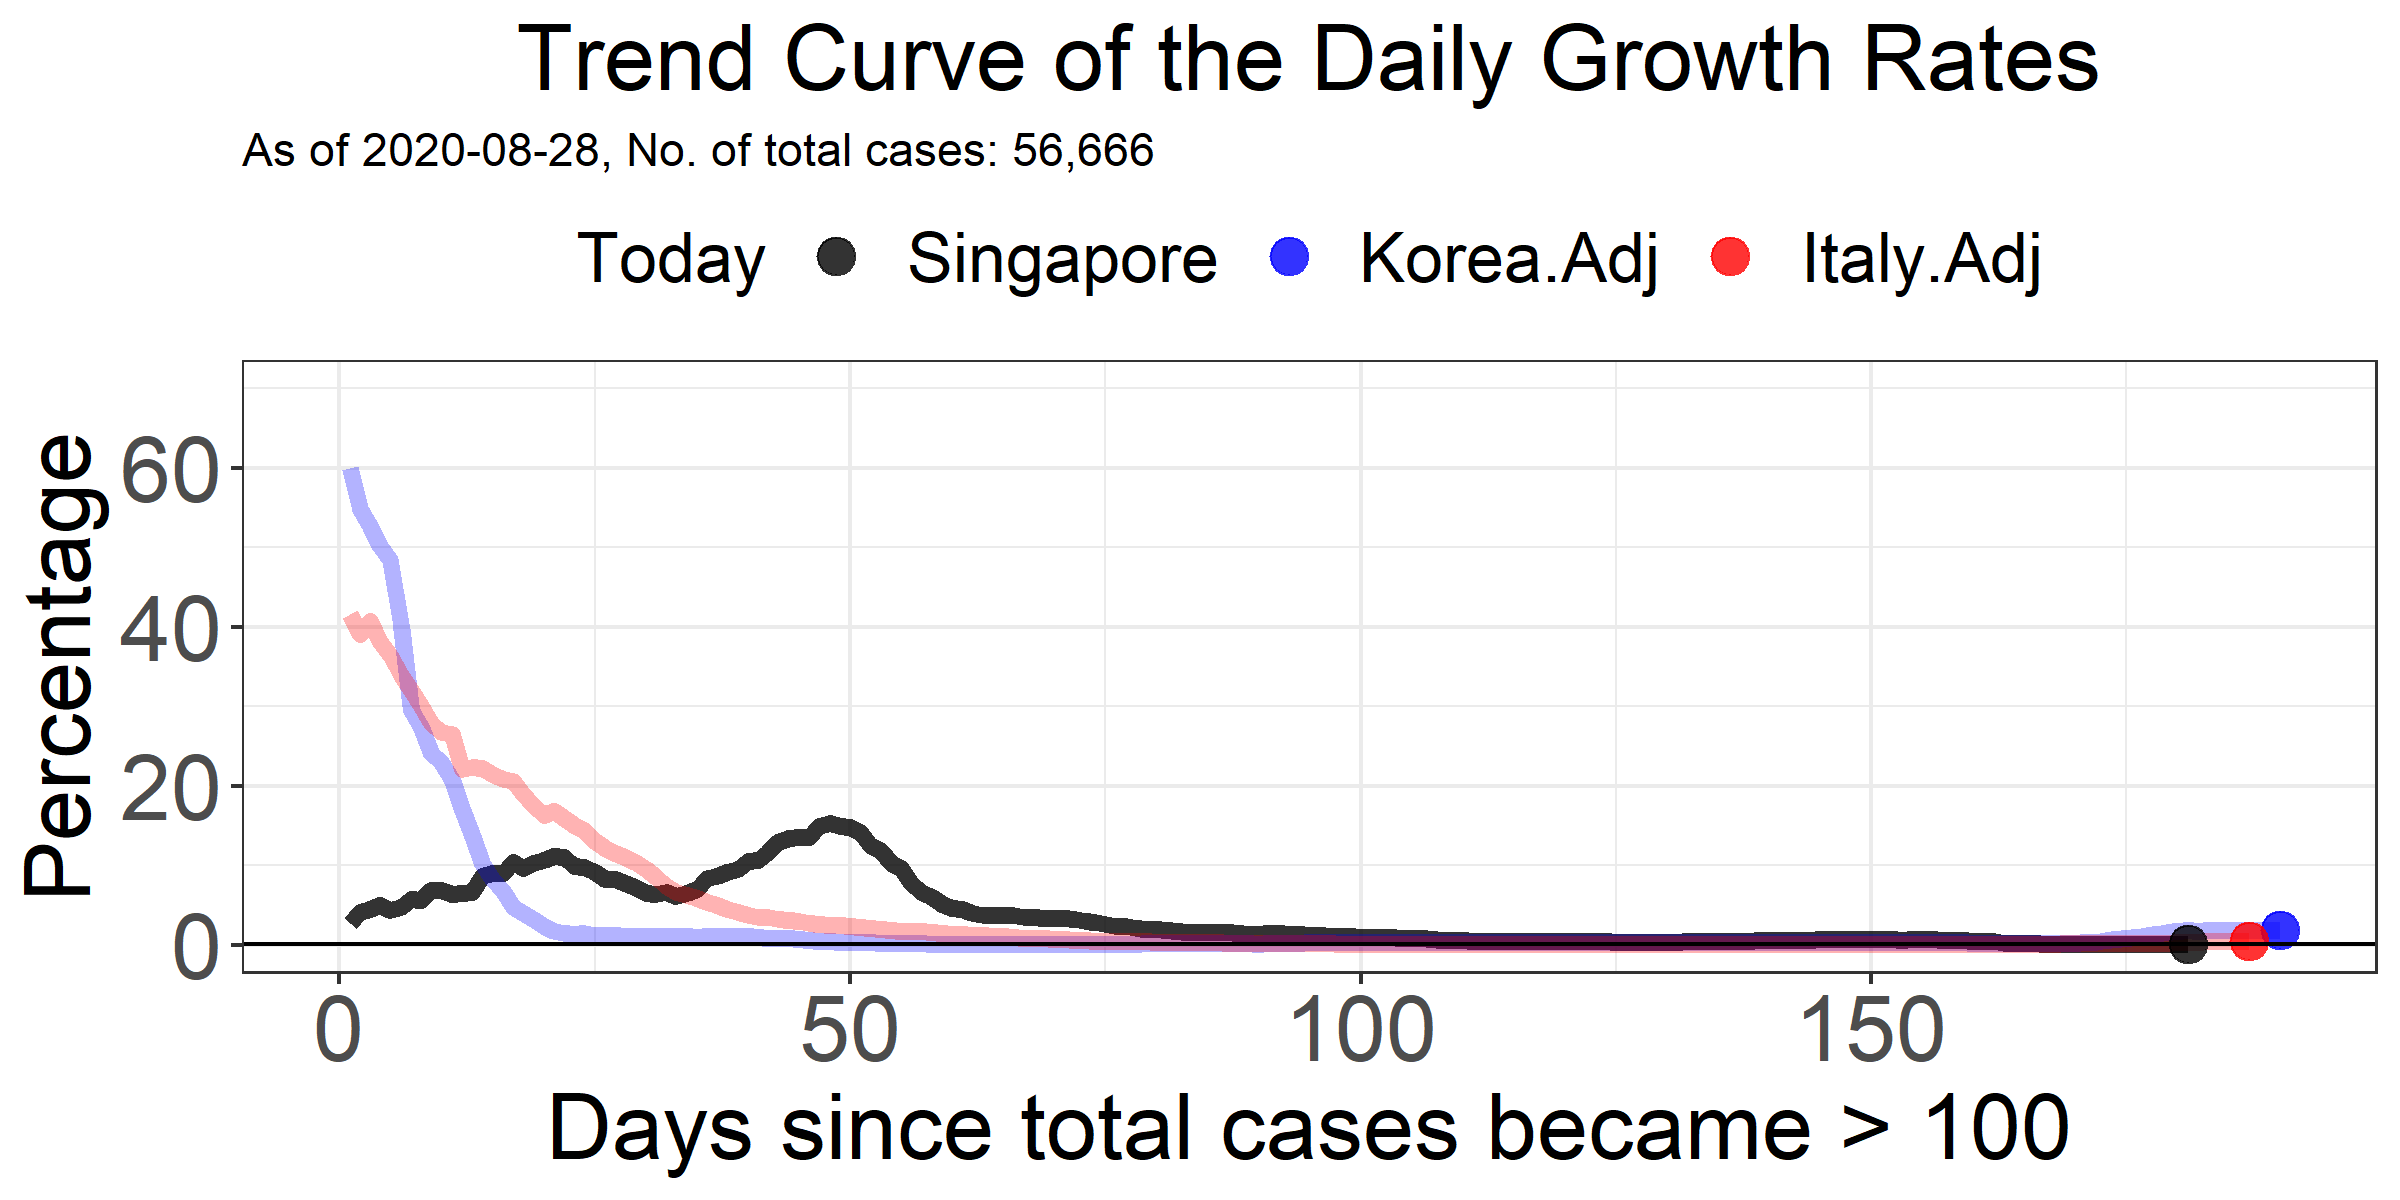 Trend Curve of the Daily Growth Rates
As of 2020-08-28, No. of total cases: 56,666
Today Singapore Korea.Adj Italy.Adj
Percentage
60
40
20
0
0 50 100 150
Days since total cases became > 100